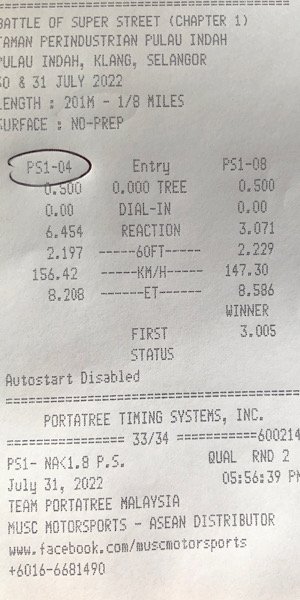 BATTLE OF SUPER STREET (CHAPTER 1)
TAMAN PERINDUSTRIAN PULAU INDAH
PULAU INDAH, KLANG, SELANGOR
30 & 31 JULY 2022
LENGTH : 201M - 1/8 MILES
SURFACE : NO-PREP
PS1-04 Entry PS1-08
0.500 0.000 TREE 0.500
0.00 DIAL-IN 0.00
6.454 REACTION 3.071
2.197 ------60FT----- 2.229
156.42 -----KM/H----- 147.30
8.208 ------ET------ 8.586
WINNER
FIRST 3.005
STATUS
Autostart Disabled
PORTATREE TIMING SYSTEMS, INC.
================ 33/34 ===========600214
PS1- NA<1.8 P.S. QUAL RND 2
July 31, 2022 05:56:39 PM
TEAM PORTATREE MALAYSIA
MUSC MOTORSPORTS - ASEAN DISTRIBUTOR
www.facebook.com/muscmotorsports
+6016-6681490